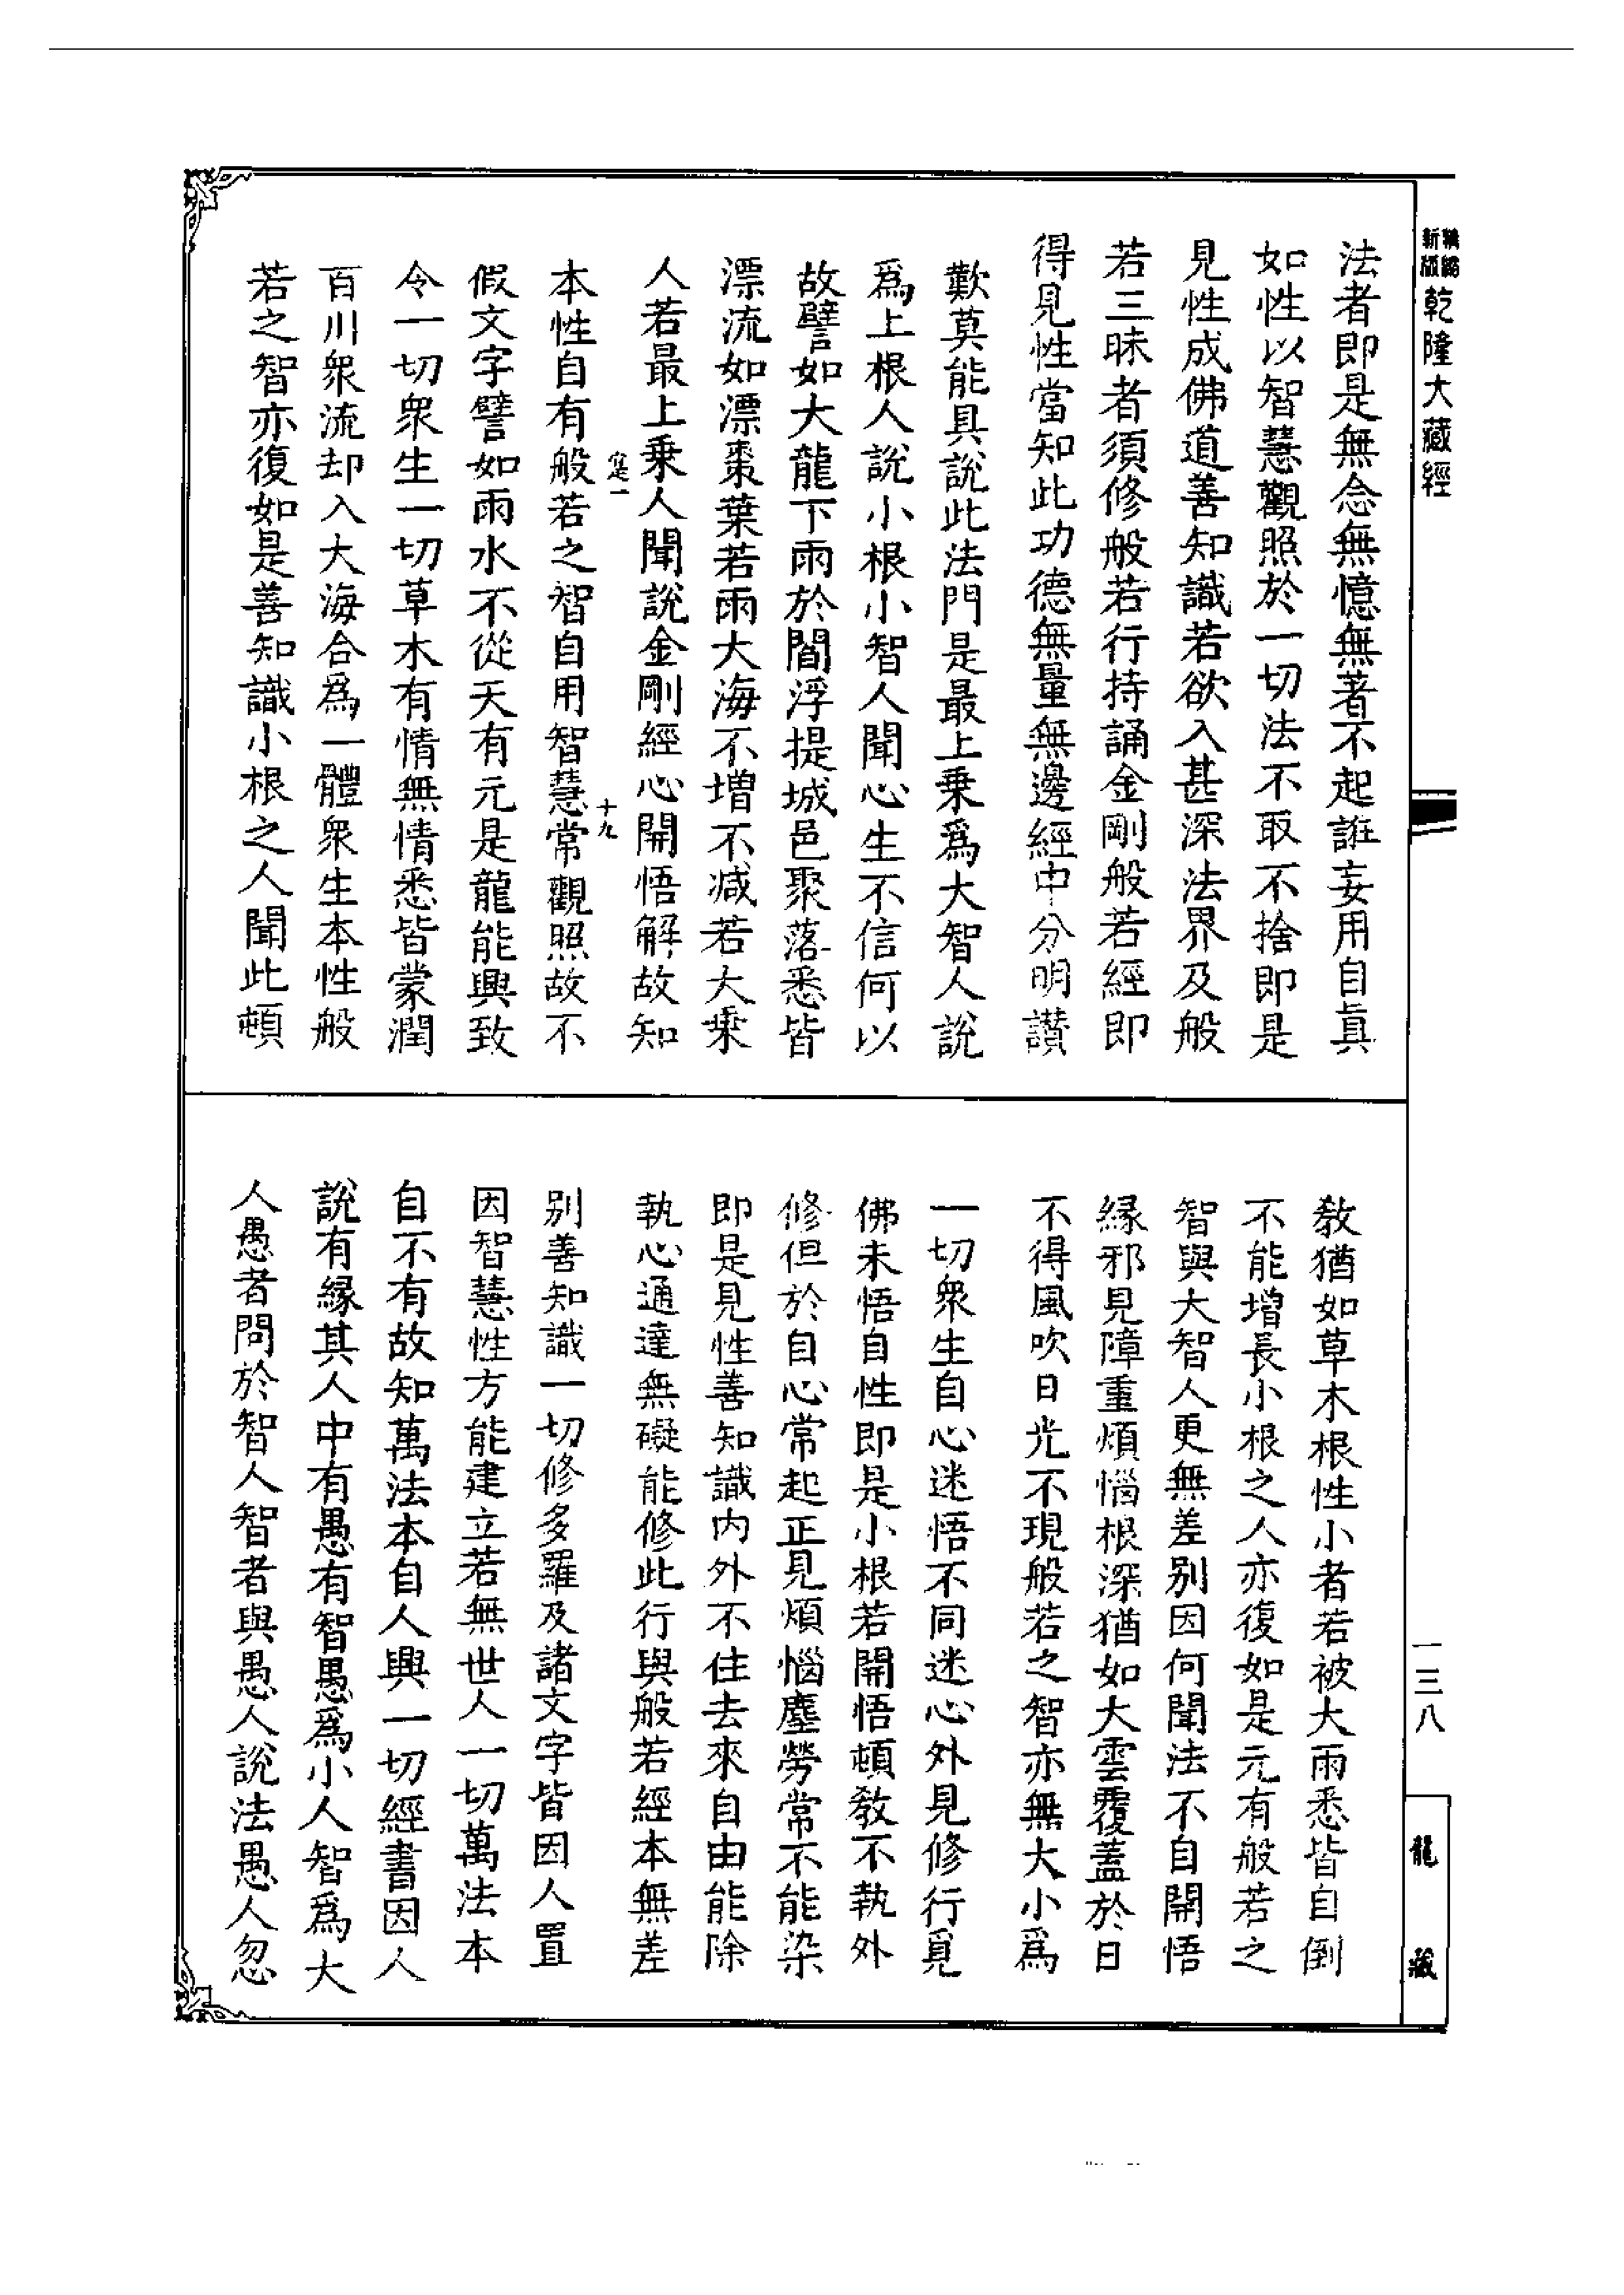 新編
縮版
乾隆大藏經
法者即是無念無憶無著不起誑妄用自眞
如性以智慧觀照於一切法不取不捨即是
見性成佛道善知識若欲入甚深法界及般
若三昧者須修般若行持誦金剛般若經即
得見性當知此功德無量無邊經中分明讚
歎莫能具說此法門是最上乗爲大智人說
爲上根人說小根小智人聞心生不信何以
故譬如大龍下雨於閻浮提城邑聚落悉皆
漂流如漂棗葉若雨大海不增不減若大乗
人若最上乗人聞說金剛經心開悟解故知
本性自有般若之智自用智慧常觀照故不
十九
假文字譬如雨水不從天有元是龍能興致
令一切衆生一切草木有情無情悉皆蒙潤
百川衆流却入大海合爲一體衆生本性般
若之智亦復如是善知識小根之人聞此頓
教猶如草木根性小者若被大雨悉皆自倒
不能增長小根之人亦復如是元有般若之
智與大智人更無差別因何聞法不自開悟
緣邪見障重煩惱根深猶如大雲覆蓋於日
不得風吹日光不現般若之智亦無大小爲
一切衆生自心迷悟不同迷心外見修行覓
佛未悟自性即是小根若開悟頓教不執外
修但於自心常起正見煩惱塵勞常不能染
即是見性善知識內外不住去來自由能除
執心通達無礙能修此行與般若經本無差
別善知識一切修多羅及諸文字皆因人置
因智慧性方能建立若無世人一切萬法本
自不有故知萬法本自人興一切經書因人
說有緣其人中有愚有智愚爲小人智爲大
人愚者問於智人智者與愚人說法愚人忽
一三八
龍藏